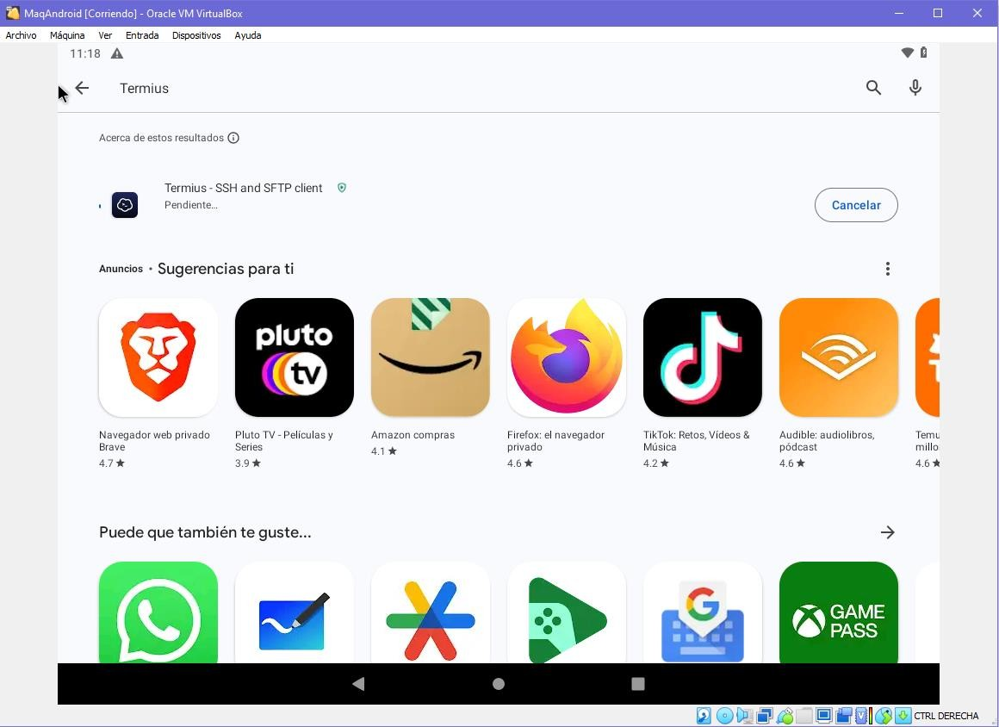 MaqAndroid [Corriendo] - Oracle VM VirtualBox
Archivo Máquina Ver Entrada Dispositivos Ayuda
11:18
Termius
Acerca de estos resultados
Termius - SSH and SFTP client
Pendiente...
Cancelar
Anuncios • Sugerencias para ti
pluto
tv
Navegador web privado
Brave
4.7 ★
Pluto TV - Películas y
Series
3.9 ★
Amazon compras
4.1 ★
Firefox: el navegador
privado
4.6 ★
TikTok: Retos, Vídeos &
Música
4.2 ★
Audible: audiolibros,
pódcast
4.6 ★
Temu
millo
4.6 ★
Puede que también te guste...
G
GAME
PASS
CTRL DERECHA